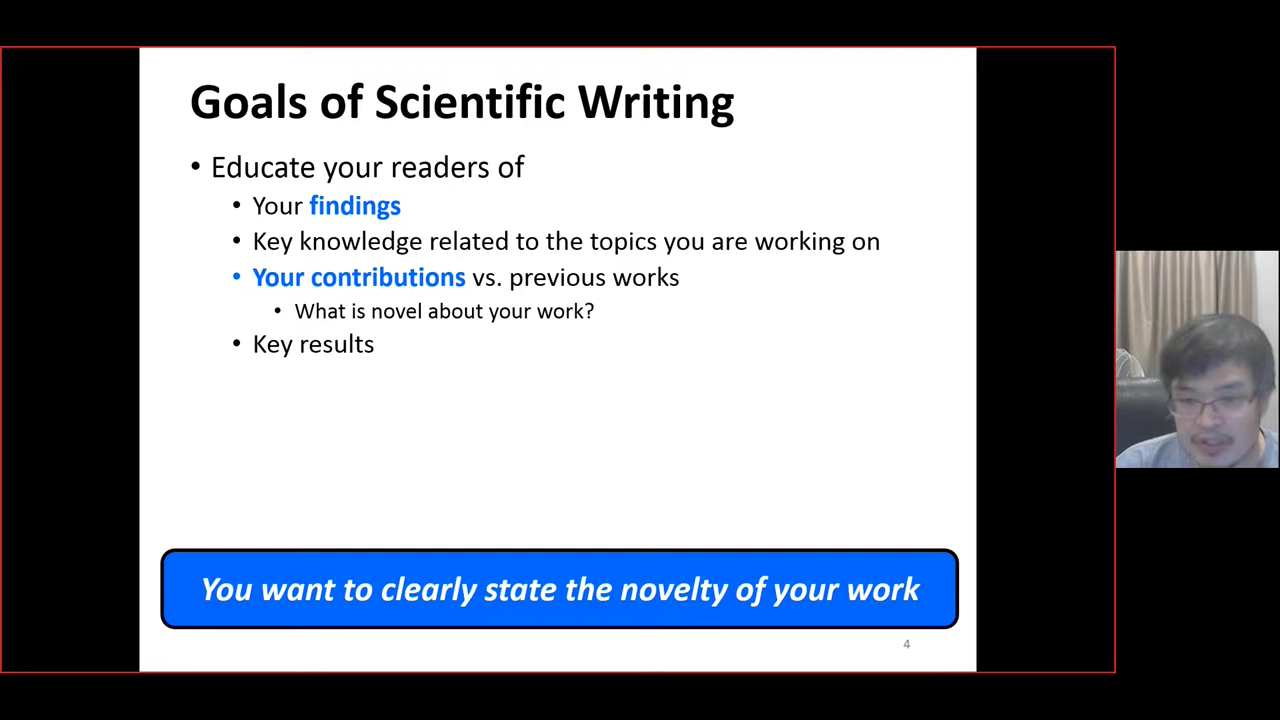 Goals of Scientific Writing
• Educate your readers of
• Your findings
• Key knowledge related to the topics you are working on
• Your contributions vs. previous works
• What is novel about your work?
• Key results
You want to clearly state the novelty of your work
4